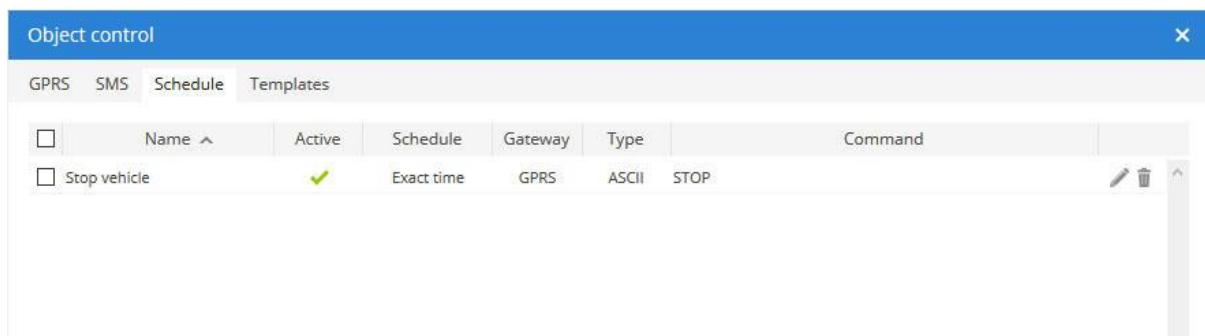 Object control
GPRS SMS Schedule Templates
Name Active Schedule Gateway Type Command
Stop vehicle Exact time GPRS ASCII STOP